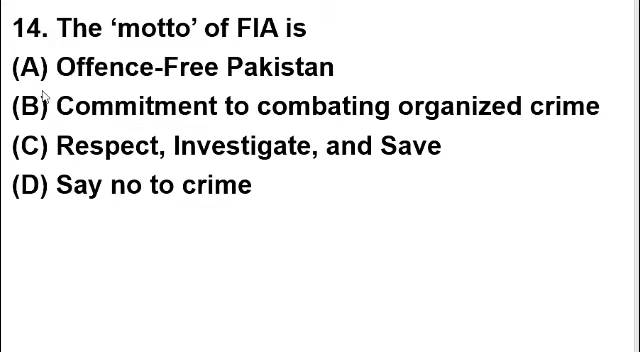 14. The ‘motto’ of FIA is
(A) Offence-Free Pakistan
(B) Commitment to combating organized crime
(C) Respect, Investigate, and Save
(D) Say no to crime